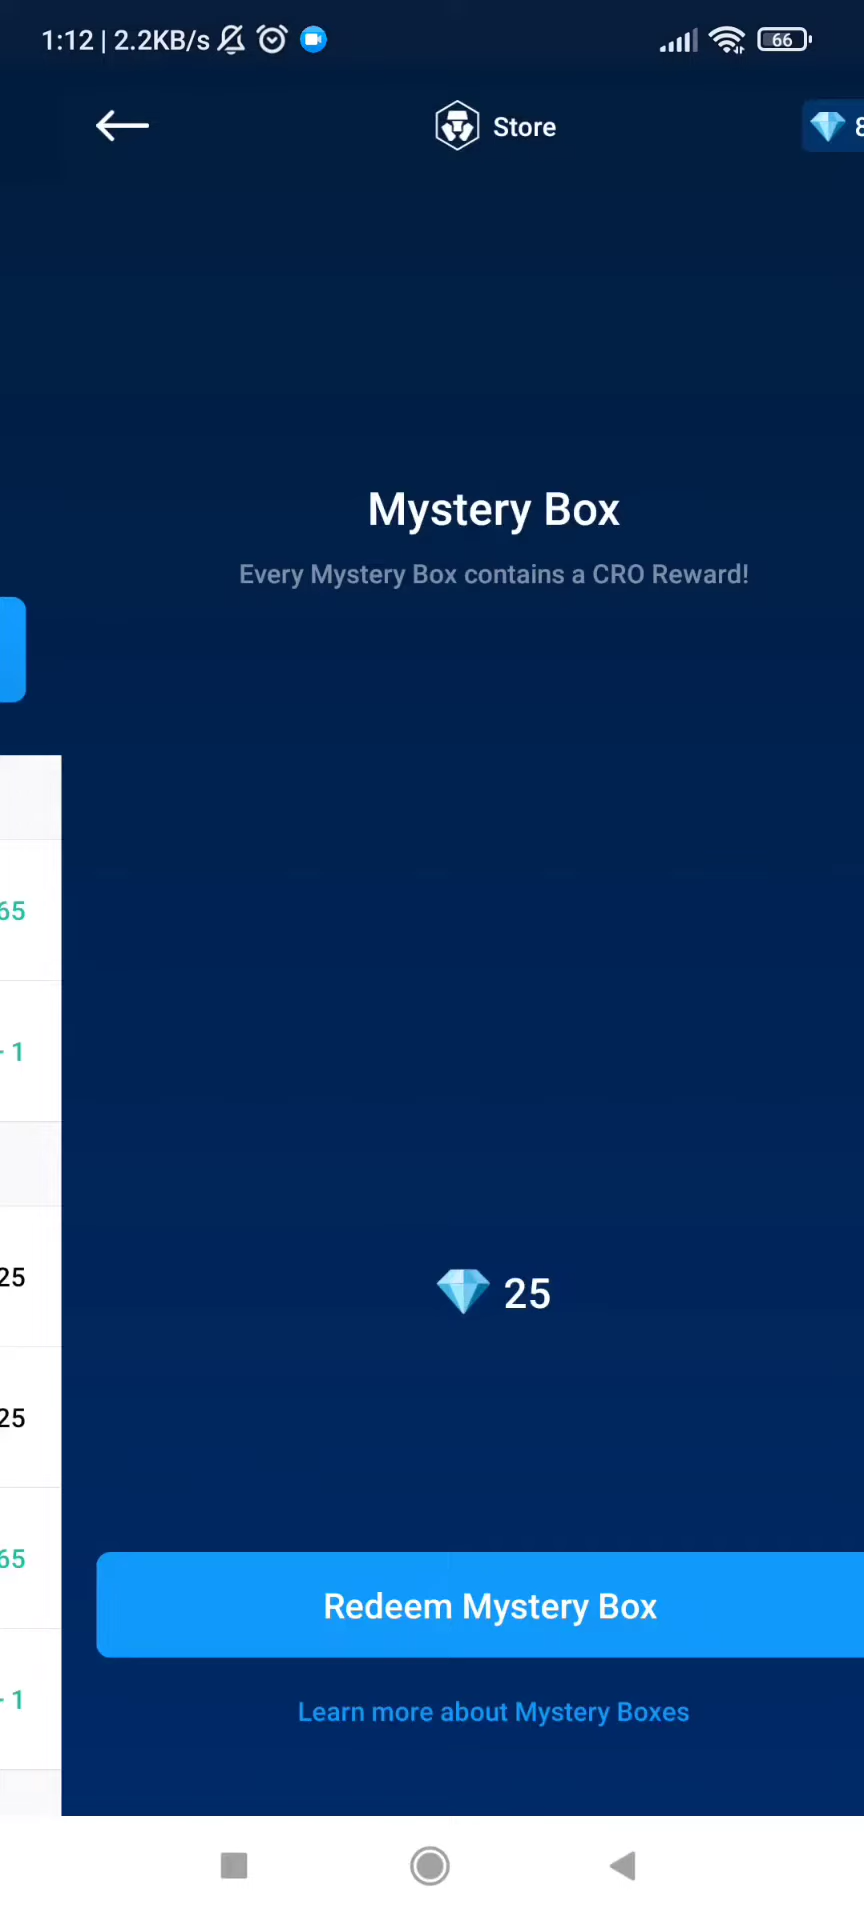 1:12 | 2.2KB/s 66
Store
Mystery Box
Every Mystery Box contains a CRO Reward!
65
1
25
25
25
65
1
Redeem Mystery Box
Learn more about Mystery Boxes